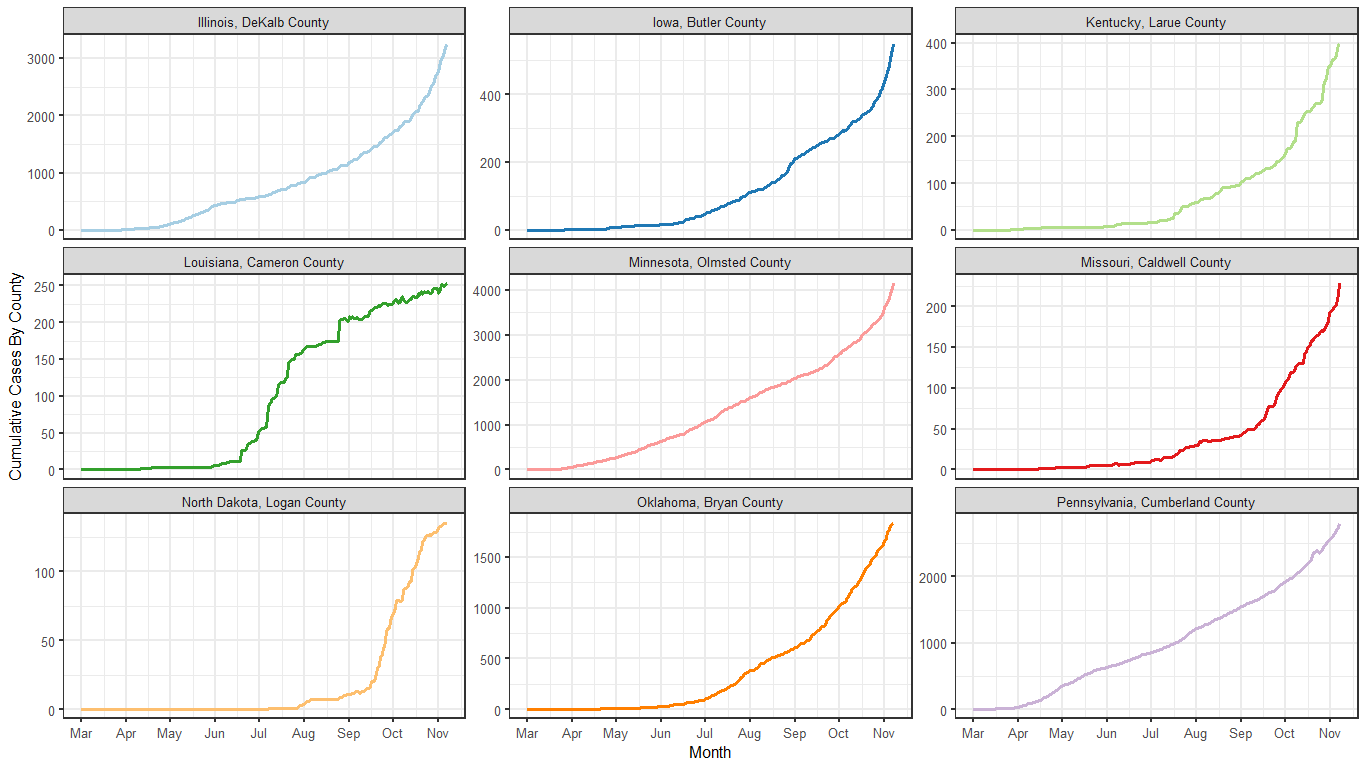 Illinois, DeKalb County
Iowa, Butler County
Kentucky, Larue County
3000
2000
1000
0
400
200
0
400
300
200
100
0
Louisiana, Cameron County
Minnesota, Olmsted County
Missouri, Caldwell County
250
200
150
100
50
0
4000
3000
2000
1000
0
200
150
100
50
0
Cumulative Cases By County
North Dakota, Logan County
Oklahoma, Bryan County
Pennsylvania, Cumberland County
100
50
0
1500
1000
500
0
2000
1000
0
Mar Apr May Jun Jul Aug Sep Oct Nov
Mar Apr May Jun Jul Aug Sep Oct Nov
Mar Apr May Jun Jul Aug Sep Oct Nov
Month